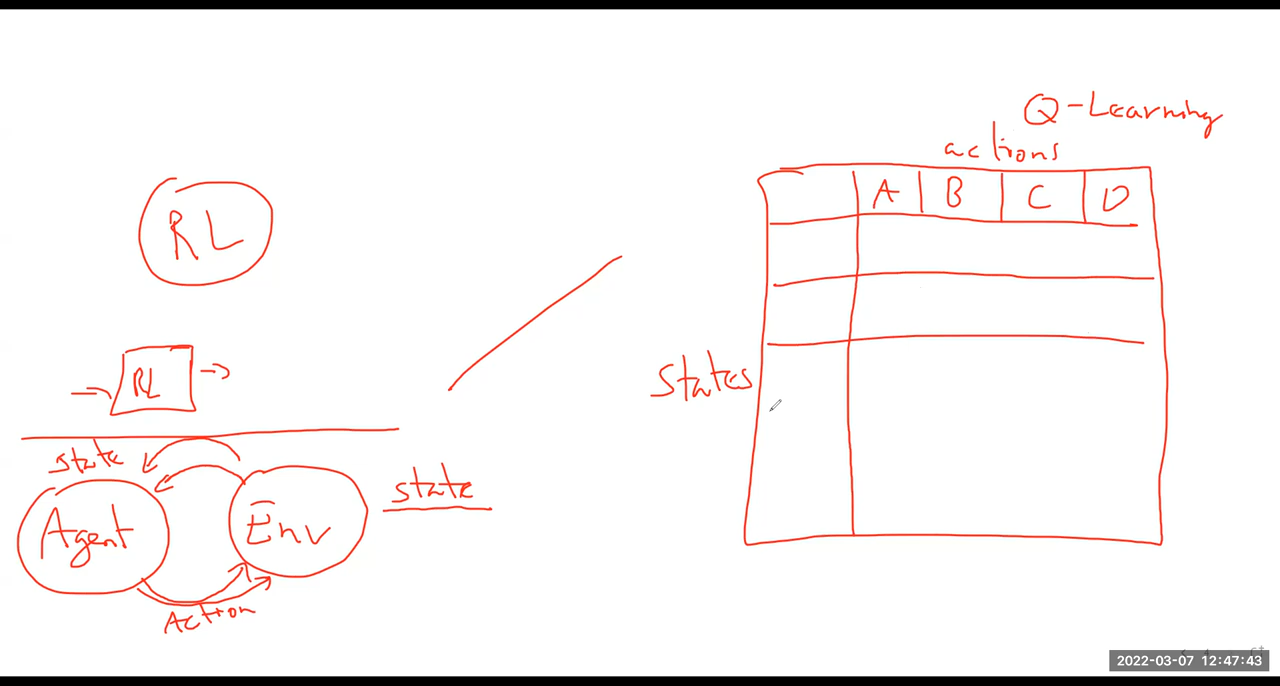 RL
RL
State
Agent
Env
state
Action
Q-Learning
actions
A B C D
States
2022-03-07 12:47:43